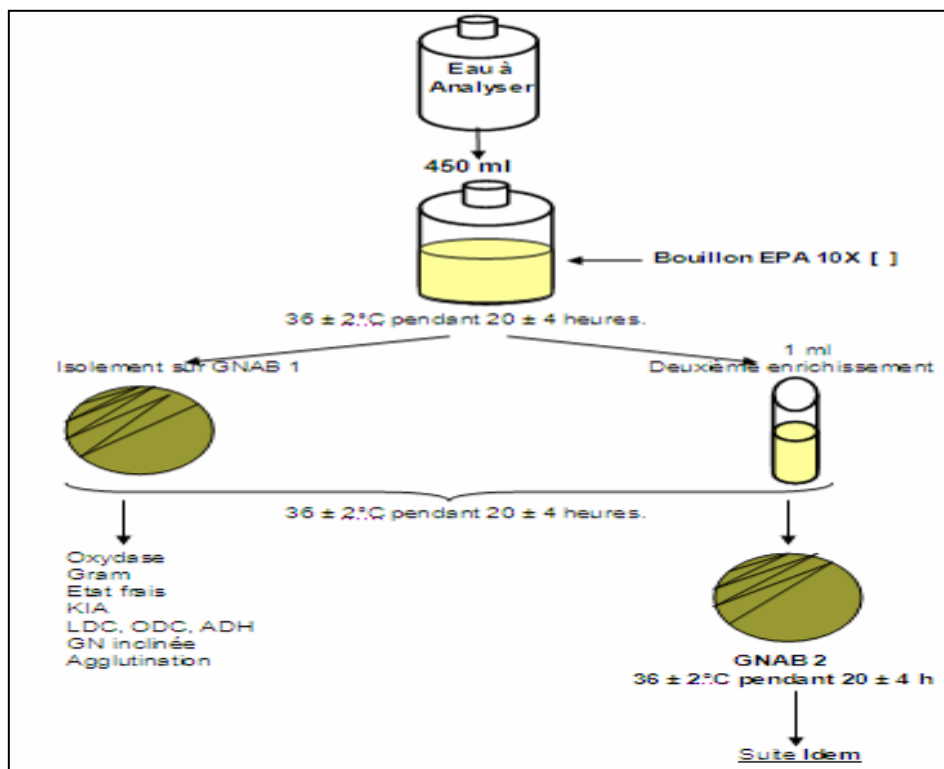 Eau à
Analyser
450 ml
Bouillon EPA 10X [ ]
36 ± 2°C pendant 20 ± 4 heures.
Isolement sur GNAB 1
1 ml
Deuxième enrichissement
36 ± 2°C pendant 20 ± 4 heures.
Oxydase
Gram
Etat frais
KIA
LDC, ODC, ADH
GN inclinée
Agglutination
GNAB 2
36 ± 2°C pendant 20 ± 4 h
Suite Idem